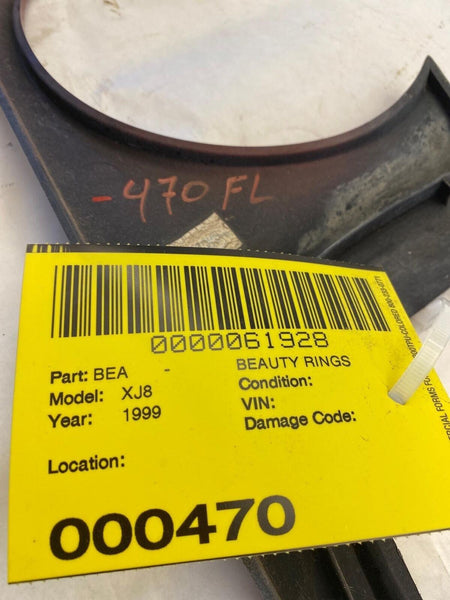 -470 FL
0000061928
Part: BEA - BEAUTY RINGS
Model: XJ8 Condition:
Year: 1999 VIN:
Damage Code:
Location:
000470